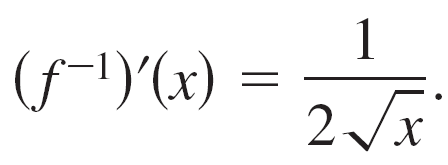 (f⁻¹)′(x) = 1/(2√x).